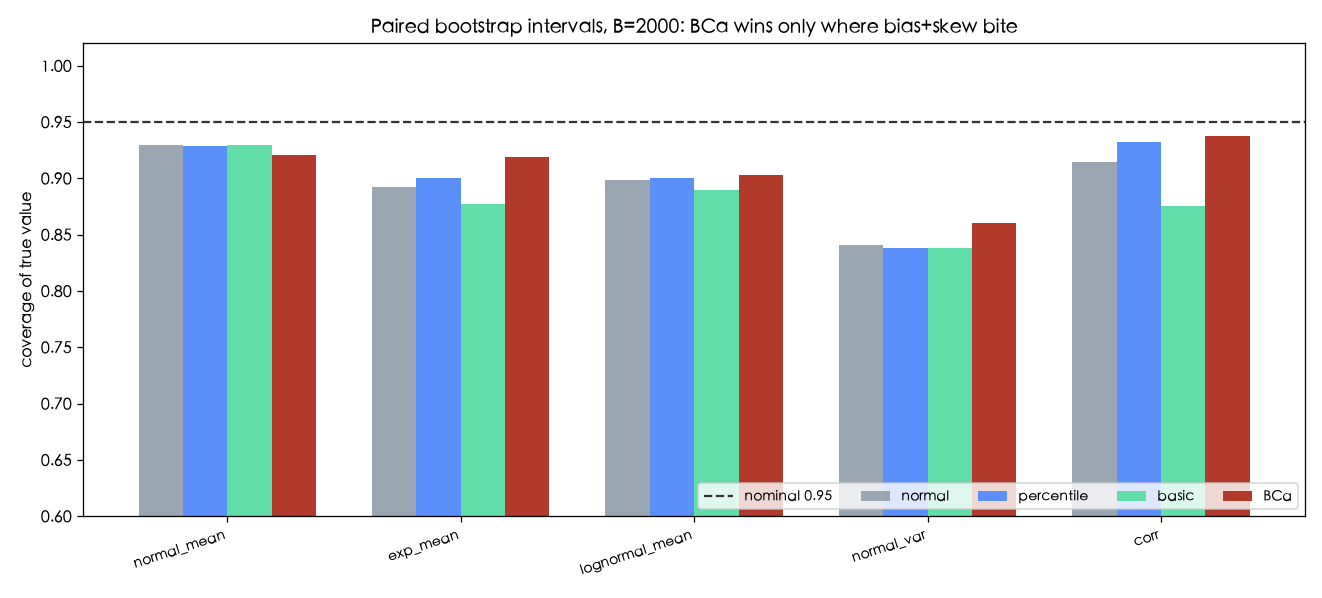 Paired bootstrap intervals, B=2000: BCa wins only where bias+skew bite
coverage of true value
1.00
0.95
0.90
0.85
0.80
0.75
0.70
0.65
0.60
nominal 0.95 normal percentile basic BCa
normal_mean exp_mean lognormal_mean normal_var corr